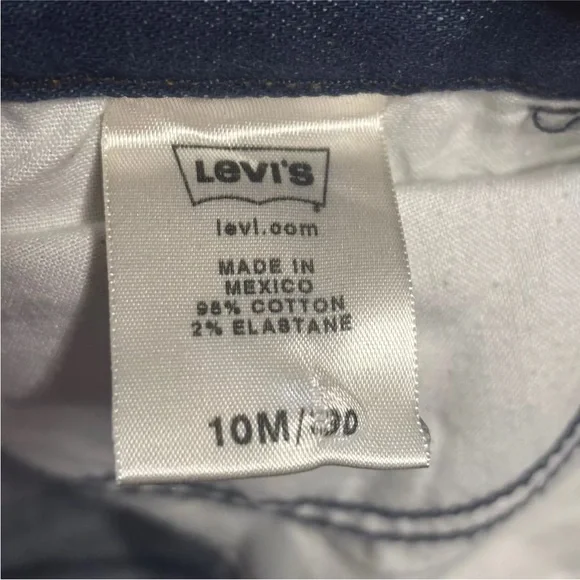 Levi's
levi.com
MADE IN
MEXICO
98% COTTON
2% ELASTANE
10M/